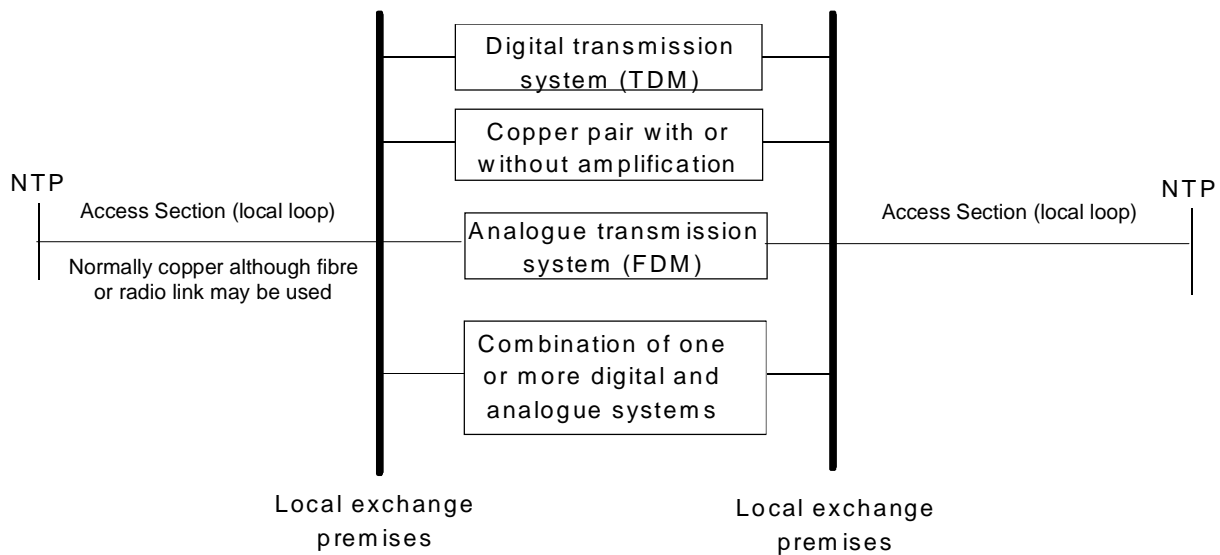 Digital transmission
system (TDM)
Copper pair with or
without amplification
NTP
Access Section (local loop)
Normally copper although fibre
or radio link may be used
Analogue transmission
system (FDM)
Access Section (local loop)
NTP
Combination of one
or more digital and
analogue systems
Local exchange
premises
Local exchange
premises